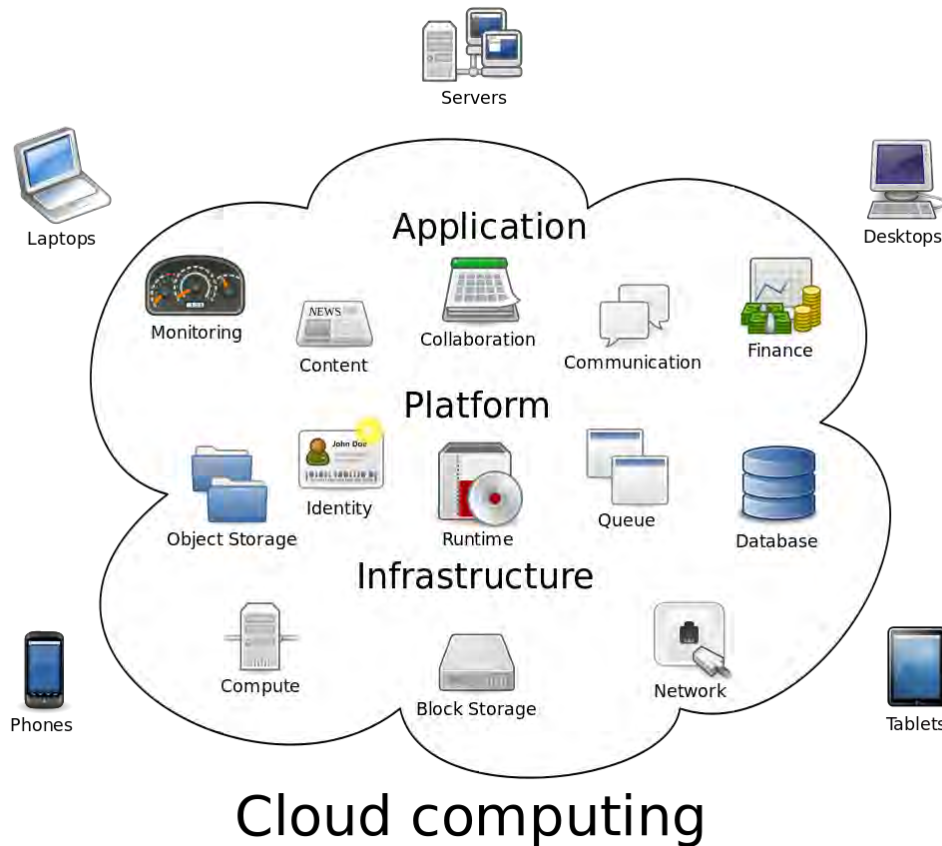 Servers
Laptops
Desktops
Application
Monitoring
NEWS
Content
Collaboration
Communication
Finance
Platform
John Doe
Object Storage
Identity
Runtime
Queue
Database
Infrastructure
Compute
Block Storage
Network
Phones
Tablets
Cloud computing